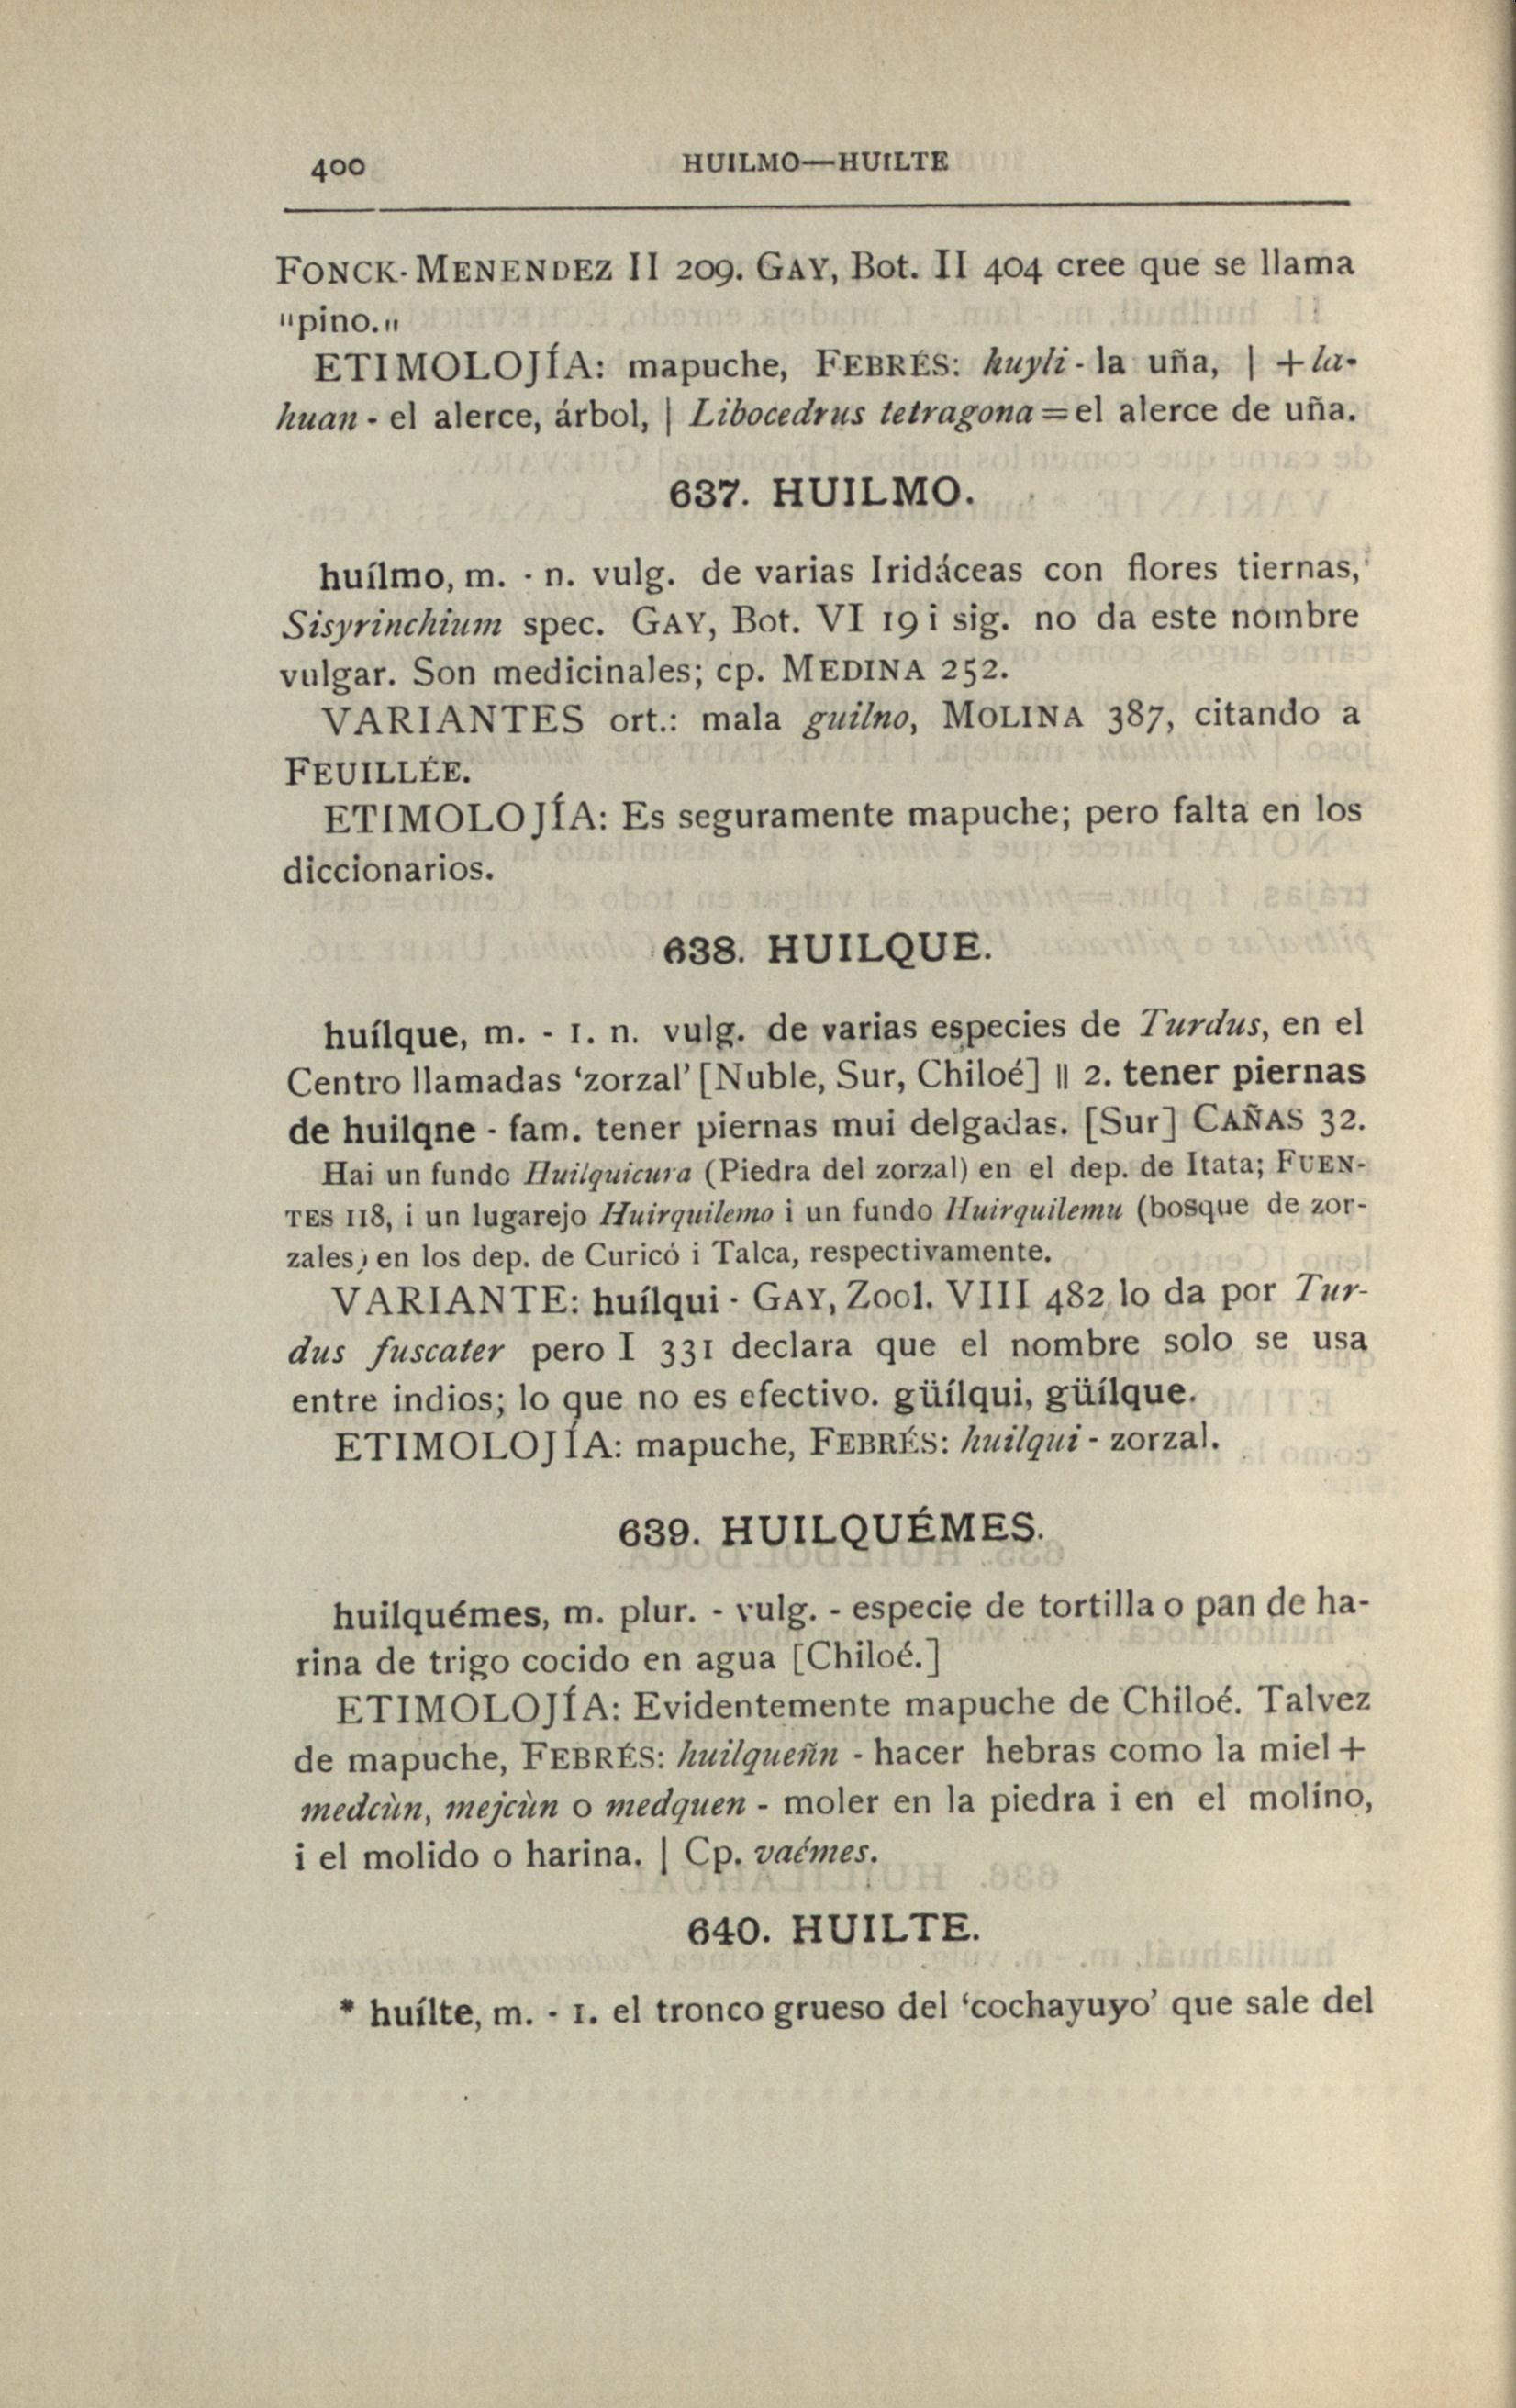 400 HUILMO—HUILTE
FONCK-MENENDEZ II 209. GAY, Bot. II 404 cree que se llama
"pino."
ETIMOLOJÍA: mapuche, FEBRÉS: huyli - la uña, | + la-
huan - el alerce, árbol, | Libocedrus tetragona = el alerce de uña.
637. HUILMO.
huílmo, m. - n. vulg. de varias Iridáceas con flores tiernas,
Sisyrinchium spec. GAY, Bot. VI 19 i sig. no da este nombre
vulgar. Son medicinales; cp. MEDINA 252.
VARIANTES ort.: mala guilno, MOLINA 387, citando a
FEUILLÉE.
ETIMOLOJÍA: Es seguramente mapuche; pero falta en los
diccionarios.
638. HUILQUE.
huílque, m. - 1. n. vulg. de varias especies de Turdus, en el
Centro llamadas ‘zorzal’ [Nuble, Sur, Chiloé] || 2. tener piernas
de huilqne - fam. tener piernas mui delgadas. [Sur] CAÑAS 32.
Hai un fundo Huilquicura (Piedra del zorzal) en el dep. de Itata; FUEN-
TES 118, i un lugarejo Huirquilemo i un fundo Huirquilemu (bosque de zor-
zales) en los dep. de Curicó i Talca, respectivamente.
VARIANTE: huílqui - GAY, Zool. VIII 482 lo da por Tur-
dus fuscater pero I 331 declara que el nombre solo se usa
entre indios; lo que no es efectivo. güílqui, güílque.
ETIMOLOJÍA: mapuche, FEBRÉS: huilqui - zorzal.
639. HUILQUÉMES.
huilquémes, m. plur. - vulg. - especie de tortilla o pan de ha-
rina de trigo cocido en agua [Chiloé.]
ETIMOLOJÍA: Evidentemente mapuche de Chiloé. Talvez
de mapuche, FEBRÉS: huilqueñn - hacer hebras como la miel +
medcùn, mejcùn o medquen - moler en la piedra i en el molino,
i el molido o harina. | Cp. vaémes.
640. HUILTE.
* huílte, m. - 1. el tronco grueso del ‘cochayuyo’ que sale del